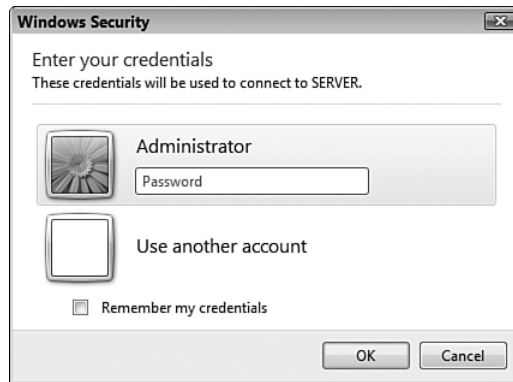 Windows Security
Enter your credentials
These credentials will be used to connect to SERVER.
Administrator
Password
Use another account
Remember my credentials
OK Cancel